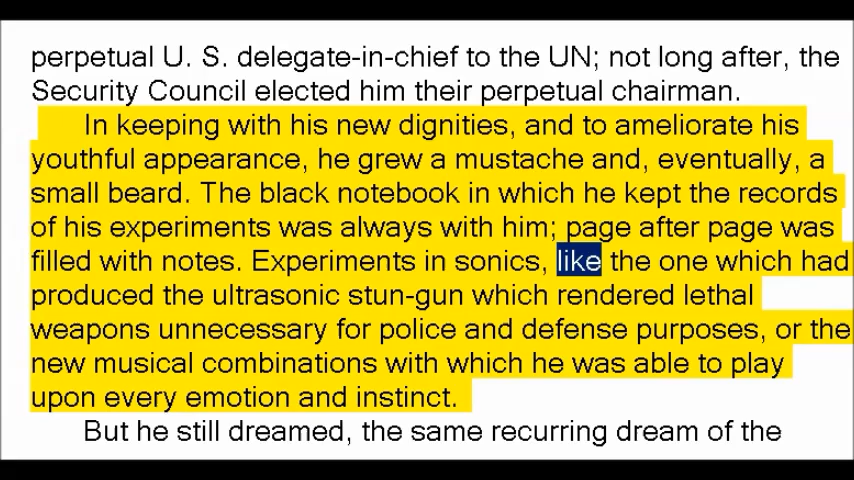 perpetual U. S. delegate-in-chief to the UN; not long after, the
Security Council elected him their perpetual chairman.
In keeping with his new dignities, and to ameliorate his
youthful appearance, he grew a mustache and, eventually, a
small beard. The black notebook in which he kept the records
of his experiments was always with him; page after page was
filled with notes. Experiments in sonics, like the one which had
produced the ultrasonic stun-gun which rendered lethal
weapons unnecessary for police and defense purposes, or the
new musical combinations with which he was able to play
upon every emotion and instinct.
But he still dreamed, the same recurring dream of the